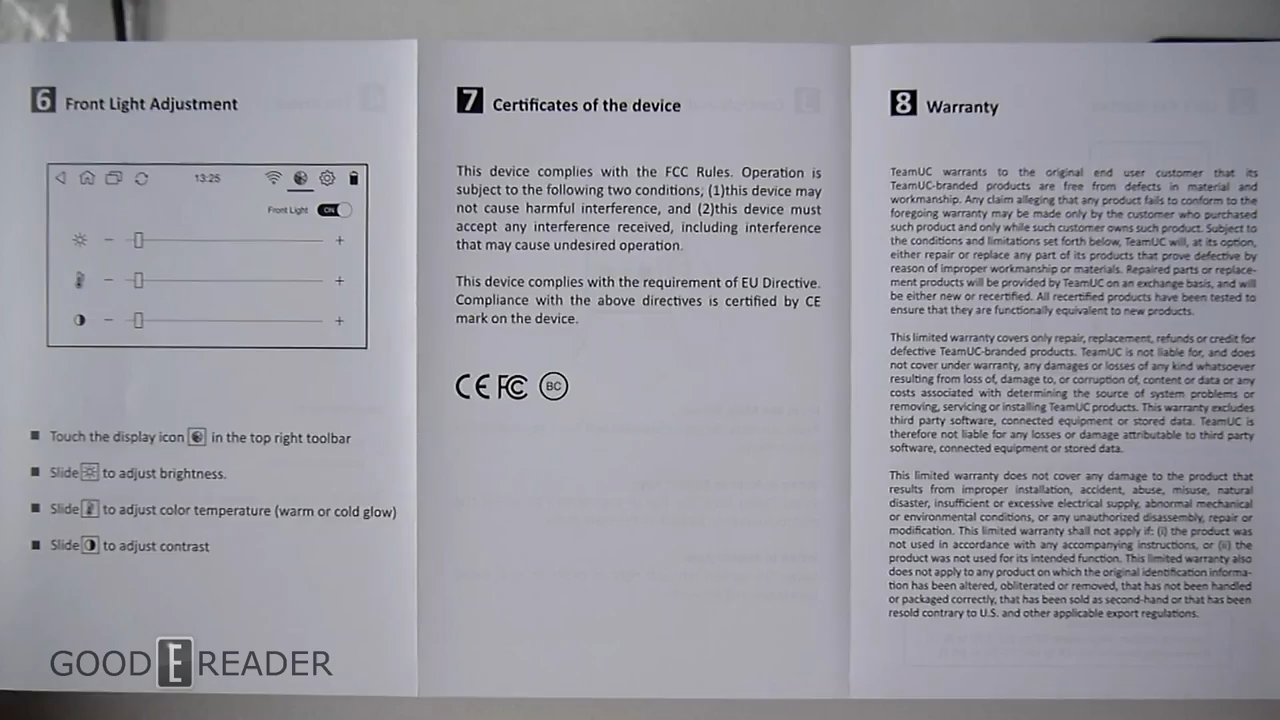 6 Front Light Adjustment
13:25
Front Light ON
− +
− +
− +
Touch the display icon in the top right toolbar
Slide to adjust brightness.
Slide to adjust color temperature (warm or cold glow)
Slide to adjust contrast
GOOD E READER
7 Certificates of the device
This device complies with the FCC Rules. Operation is
subject to the following two conditions; (1)this device may
not cause harmful interference, and (2)this device must
accept any interference received, including interference
that may cause undesired operation.
This device complies with the requirement of EU Directive.
Compliance with the above directives is certified by CE
mark on the device.
CE FC BC
8 Warranty
TeamUC warrants to the original end user customer that its
TeamUC-branded products are free from defects in material and
workmanship. Any claim alleging that any product fails to conform to the
foregoing warranty may be made only by the customer who purchased
such product and only while such customer owns such product. Subject to
the conditions and limitations set forth below, TeamUC will, at its option,
either repair or replace any part of its products that prove defective by
reason of improper workmanship or materials. Repaired parts or replace-
ment products will be provided by TeamUC on an exchange basis, and will
be either new or recertified. All recertified products have been tested to
ensure that they are functionally equivalent to new products.
This limited warranty covers only repair, replacement, refunds or credit for
defective TeamUC-branded products. TeamUC is not liable for, and does
not cover under warranty, any damages or losses of any kind whatsoever
resulting from loss of, damage to, or corruption of, content or data or any
costs associated with determining the source of system problems or
removing, servicing or installing TeamUC products. This warranty excludes
third party software, connected equipment or stored data. TeamUC is
therefore not liable for any losses or damage attributable to third party
software, connected equipment or stored data.
This limited warranty does not cover any damage to the product that
results from improper installation, accident, abuse, misuse, natural
disaster, insufficient or excessive electrical supply, abnormal mechanical
or environmental conditions, or any unauthorized disassembly, repair or
modification. This limited warranty shall not apply if: (i) the product was
not used in accordance with any accompanying instructions, or (ii) the
product was not used for its intended function. This limited warranty also
does not apply to any product on which the original identification informa-
tion has been altered, obliterated or removed, that has not been handled
or packaged correctly, that has been sold as second-hand or that has been
resold contrary to U.S. and other applicable export regulations.